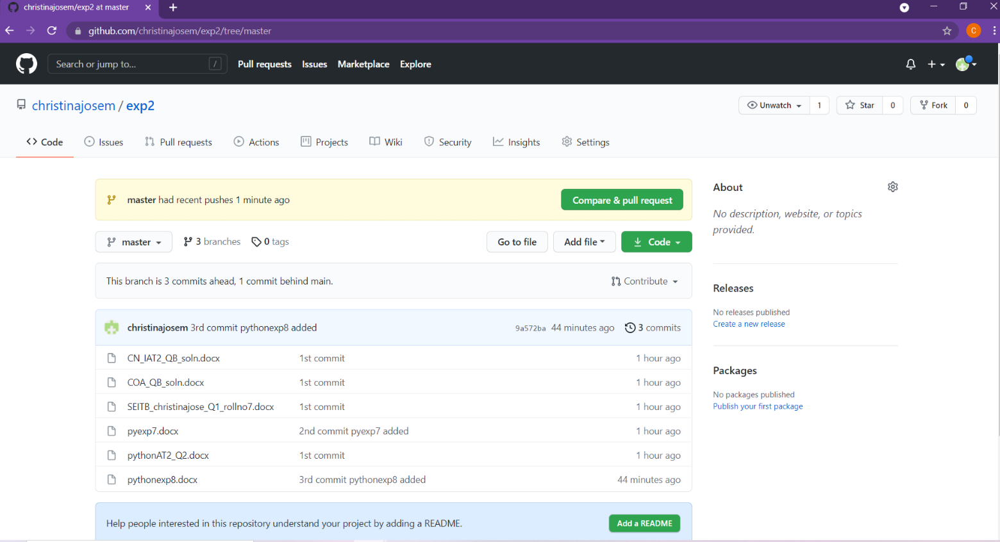 christinajosem/exp2 at master
github.com/christinajosem/exp2/tree/master
C
Search or jump to... /
Pull requests Issues Marketplace Explore
christinajosem / exp2
Unwatch 1 Star 0 Fork 0
Code Issues Pull requests Actions Projects Wiki Security Insights Settings
master had recent pushes 1 minute ago
Compare & pull request
master 3 branches 0 tags
Go to file Add file Code
This branch is 3 commits ahead, 1 commit behind main.
Contribute
christinajosem 3rd commit pythonexp8 added 9a572ba 44 minutes ago 3 commits
CN_IAT2_QB_soln.docx 1st commit 1 hour ago
COA_QB_soln.docx 1st commit 1 hour ago
SEITB_christinajose_Q1_rollno7.docx 1st commit 1 hour ago
pyexp7.docx 2nd commit pyexp7 added 1 hour ago
pythonAT2_Q2.docx 1st commit 1 hour ago
pythonexp8.docx 3rd commit pythonexp8 added 44 minutes ago
Help people interested in this repository understand your project by adding a README.
Add a README
About
No description, website, or topics
provided.
Releases
No releases published
Create a new release
Packages
No packages published
Publish your first package